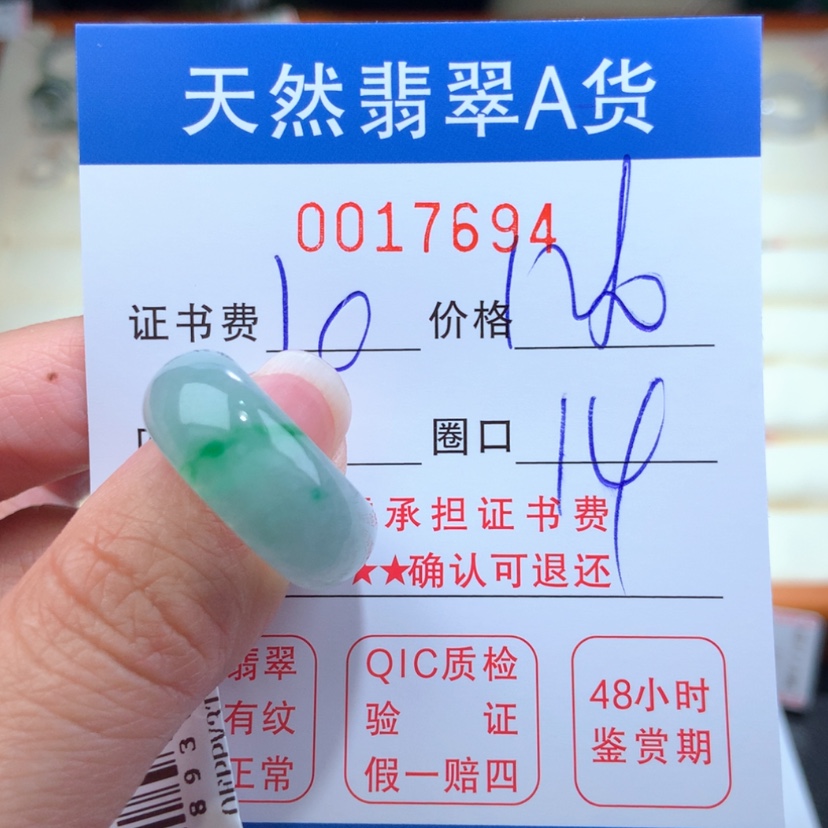 天然翡翠A货
0017694
证书费 10 价格 126
圈口 14
承担证书费
★★确认可退还
翡翠
有纹
正常
QIC质检
验 证
假一赔四
48小时
鉴赏期